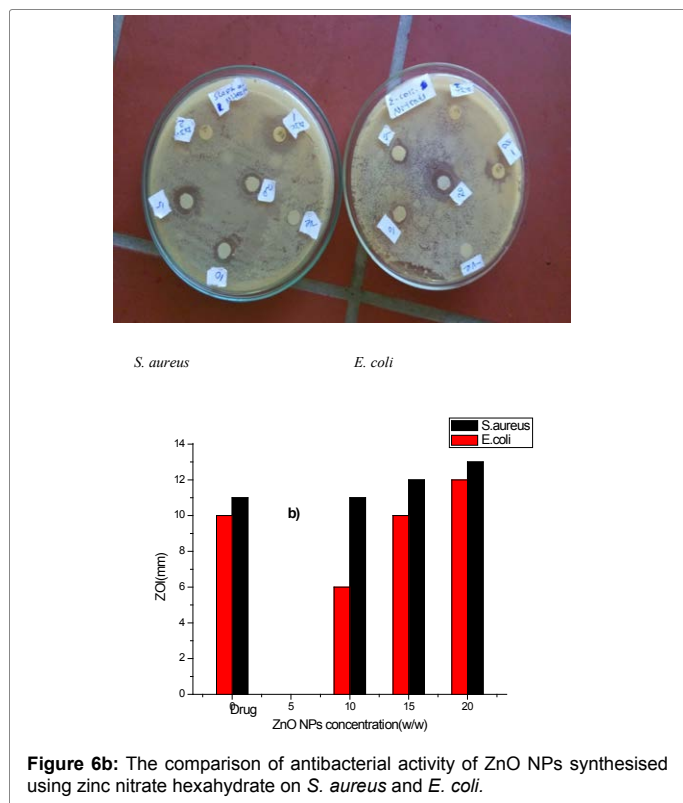 S. aureus E. coli
S.aureus
E.coli
14
12
10
8
6
4
2
0
ZOI(mm)
b)
0 5 10 15 20
Drug
ZnO NPs concentration(w/w)
Figure 6b: The comparison of antibacterial activity of ZnO NPs synthesised
using zinc nitrate hexahydrate on S. aureus and E. coli.